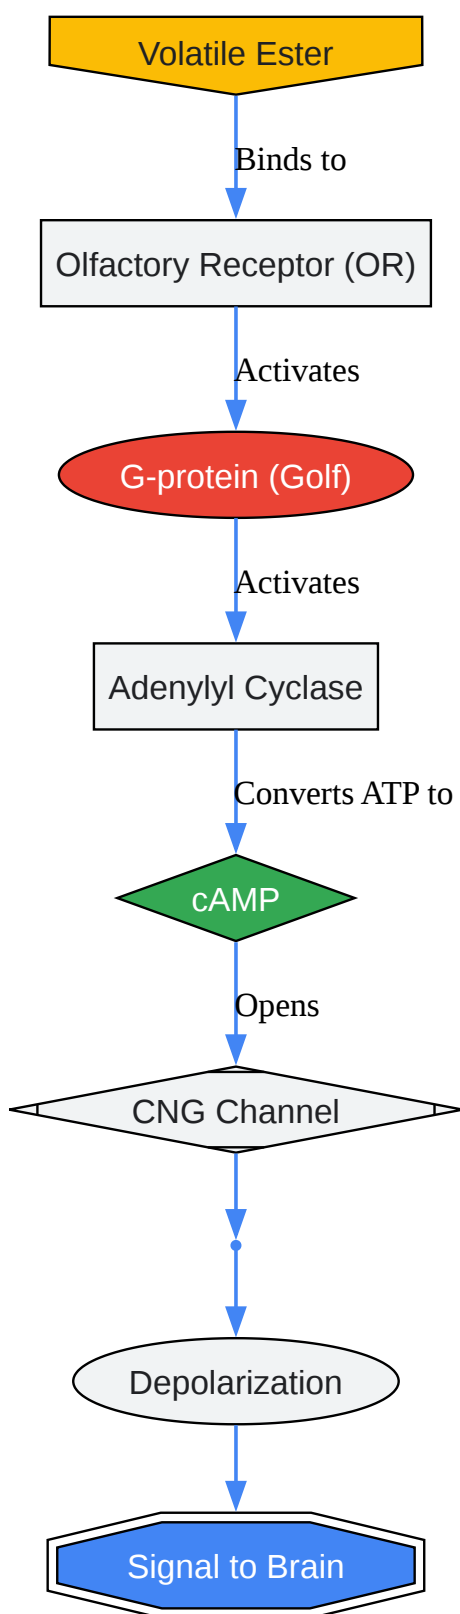 Volatile Ester
Binds to
Olfactory Receptor (OR)
Activates
G-protein (Golf)
Activates
Adenylyl Cyclase
Converts ATP to
cAMP
Opens
CNG Channel
Depolarization
Signal to Brain